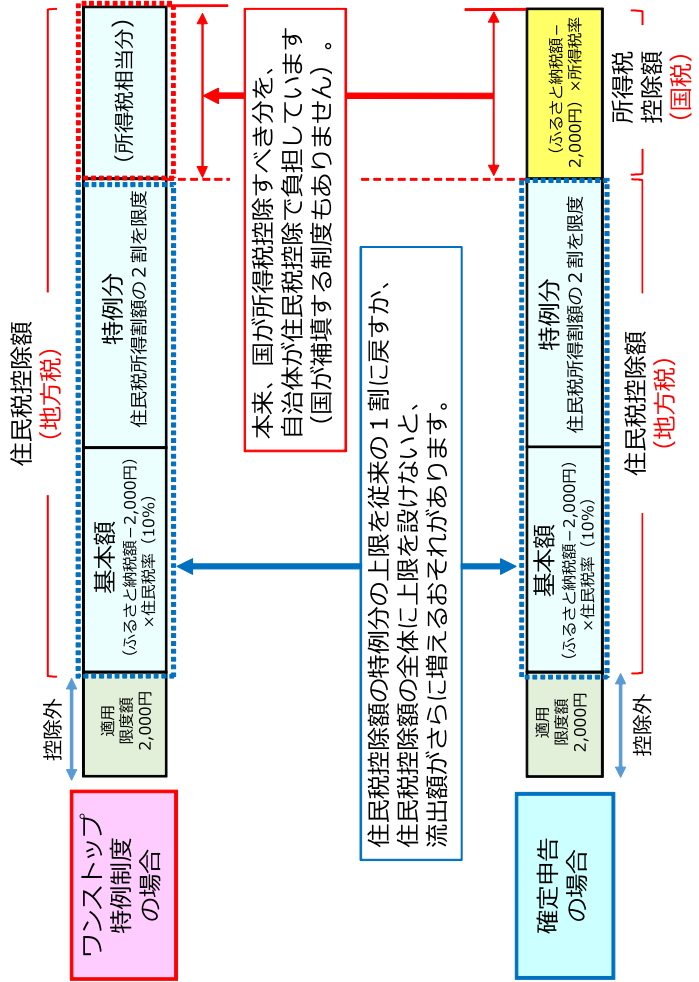 住民税控除額
(地方税)
控除外
ワンストップ
特例制度
の場合
適用
限度額
2,000円
基本額
(ふるさと納税額−2,000円)
×住民税率(10%)
特例分
住民税所得割額の２割を限度
(所得税相当分)
本来、国が所得税控除すべき分を、
自治体が住民税控除で負担しています
(国が補填する制度もありません)。
住民税控除額の特例分の上限を従来の１割に戻すか、
住民税控除額の全体に上限を設けないと、
流出額がさらに増えるおそれがあります。
確定申告
の場合
適用
限度額
2,000円
基本額
(ふるさと納税額−2,000円)
×住民税率(10%)
特例分
住民税所得割額の２割を限度
(ふるさと納税額−
2,000円)×所得税率
控除外
住民税控除額
(地方税)
所得税
控除額
(国税)